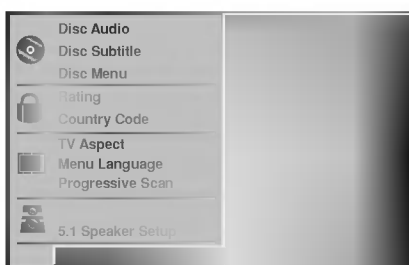 Disc Audio
Disc Subtitle
Disc Menu
Rating
Country Code
TV Aspect
Menu Language
Progressive Scan
5.1 Speaker Setup